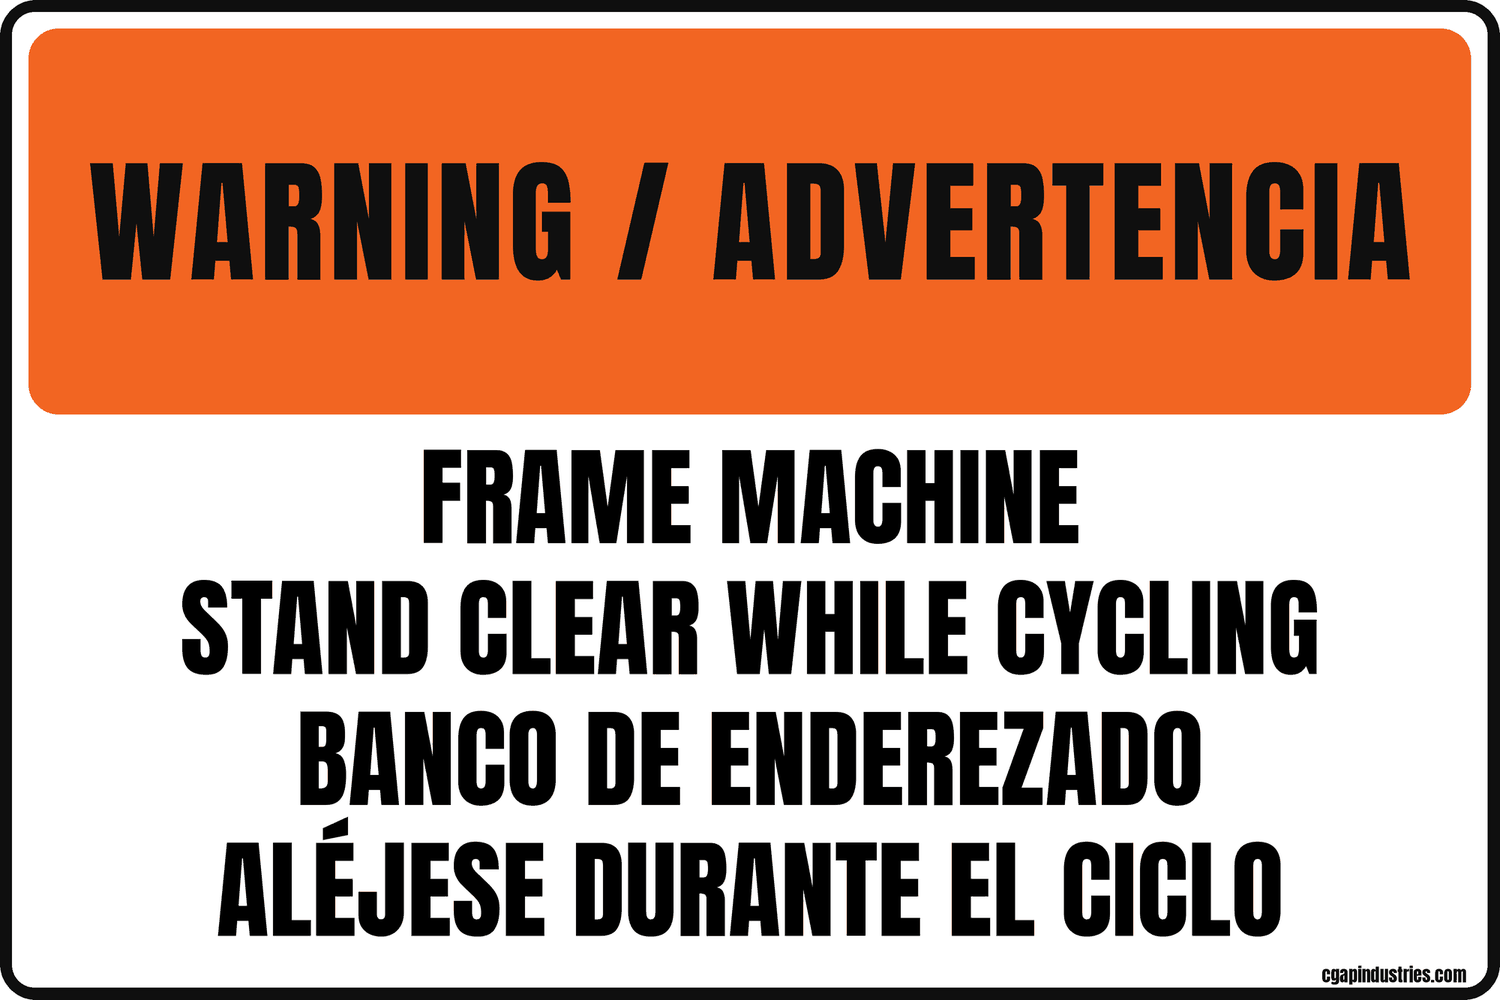 WARNING / ADVERTENCIA
FRAME MACHINE
STAND CLEAR WHILE CYCLING
BANCO DE ENDEREZADO
ALÉJESE DURANTE EL CICLO
cgapindustries.com